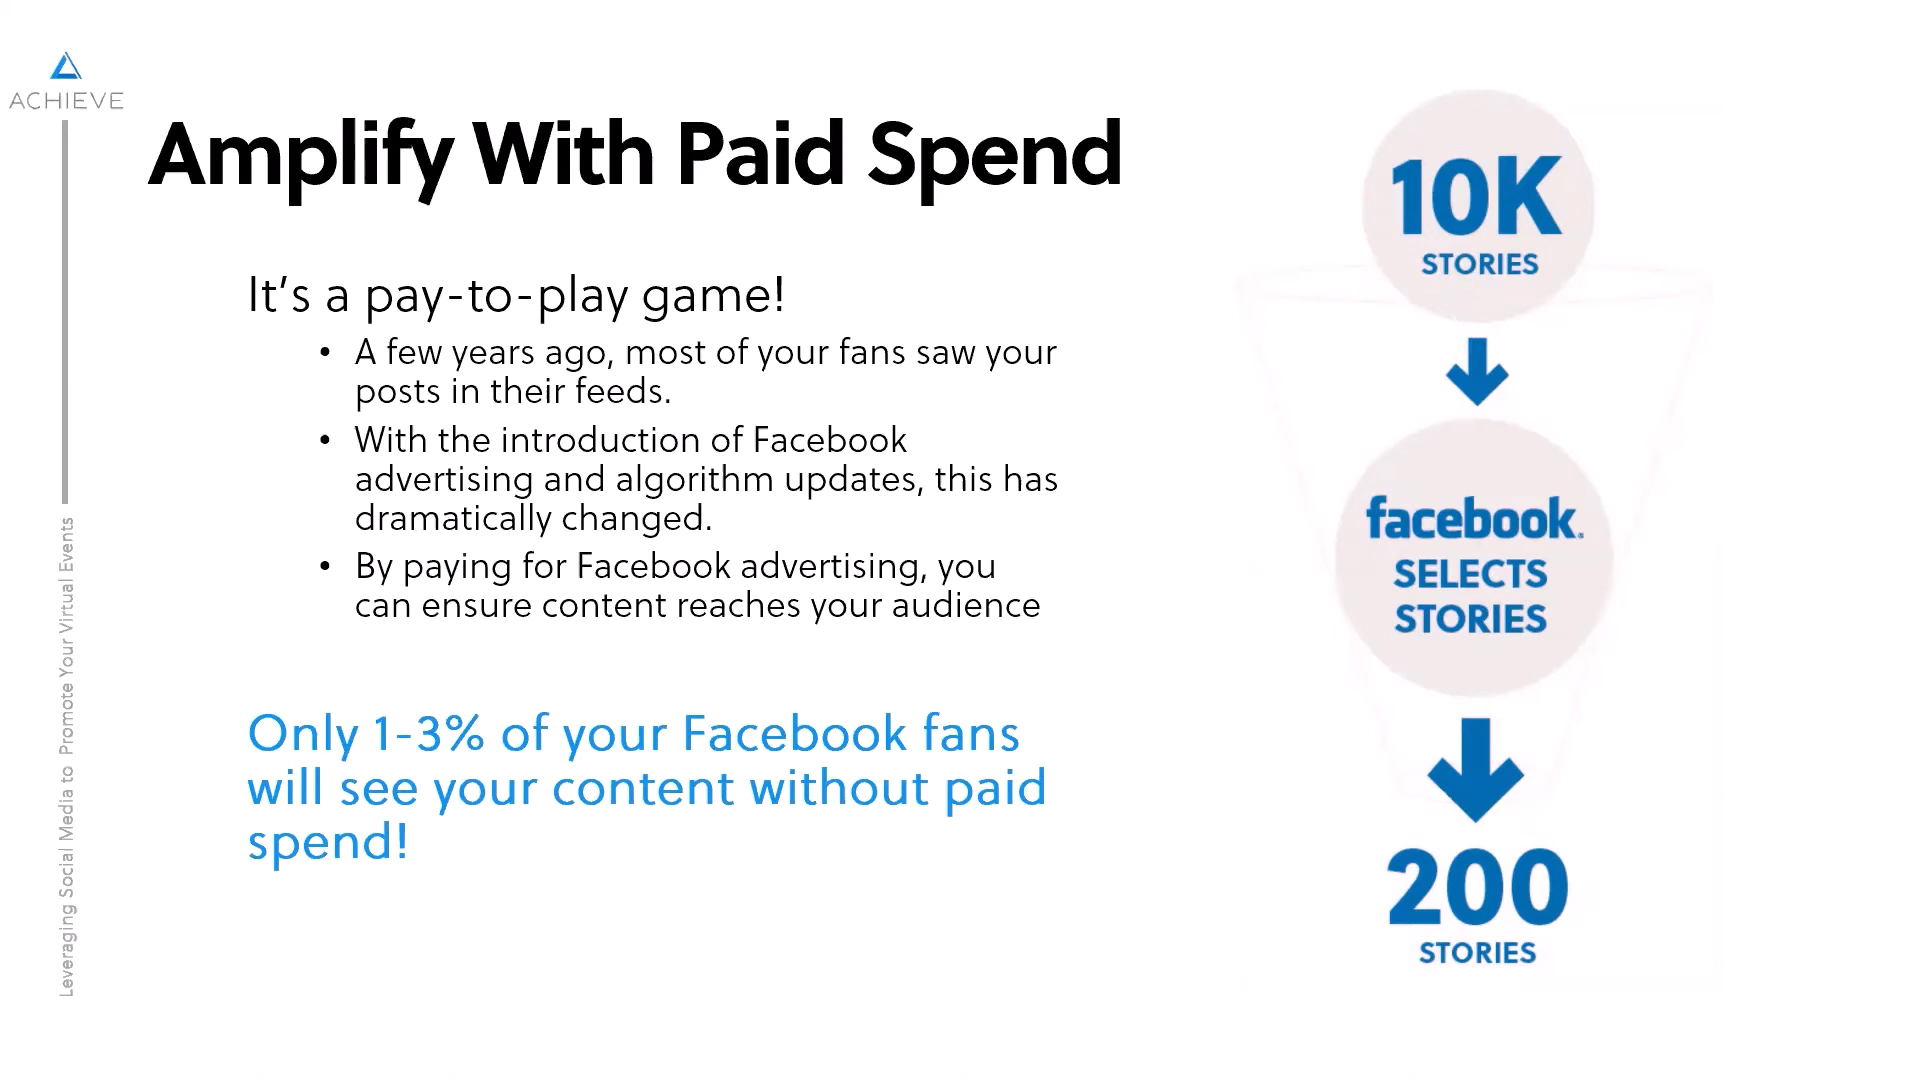 ACHIEVE
Leveraging Social Media to Promote Your Virtual Events
Amplify With Paid Spend
It’s a pay-to-play game!
• A few years ago, most of your fans saw your
posts in their feeds.
• With the introduction of Facebook
advertising and algorithm updates, this has
dramatically changed.
• By paying for Facebook advertising, you
can ensure content reaches your audience
Only 1-3% of your Facebook fans
will see your content without paid
spend!
10K
STORIES
facebook.
SELECTS
STORIES
200
STORIES